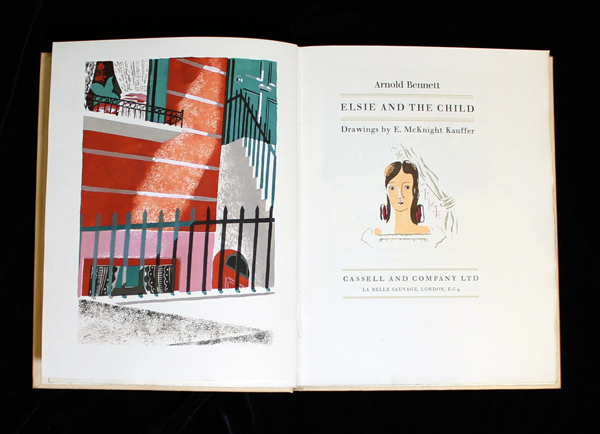 Arnold Bennett
ELSIE AND THE CHILD
Drawings by E. McKnight Kauffer
CASSELL AND COMPANY LTD
LA BELLE SAUVAGE, LONDON, E.C.4